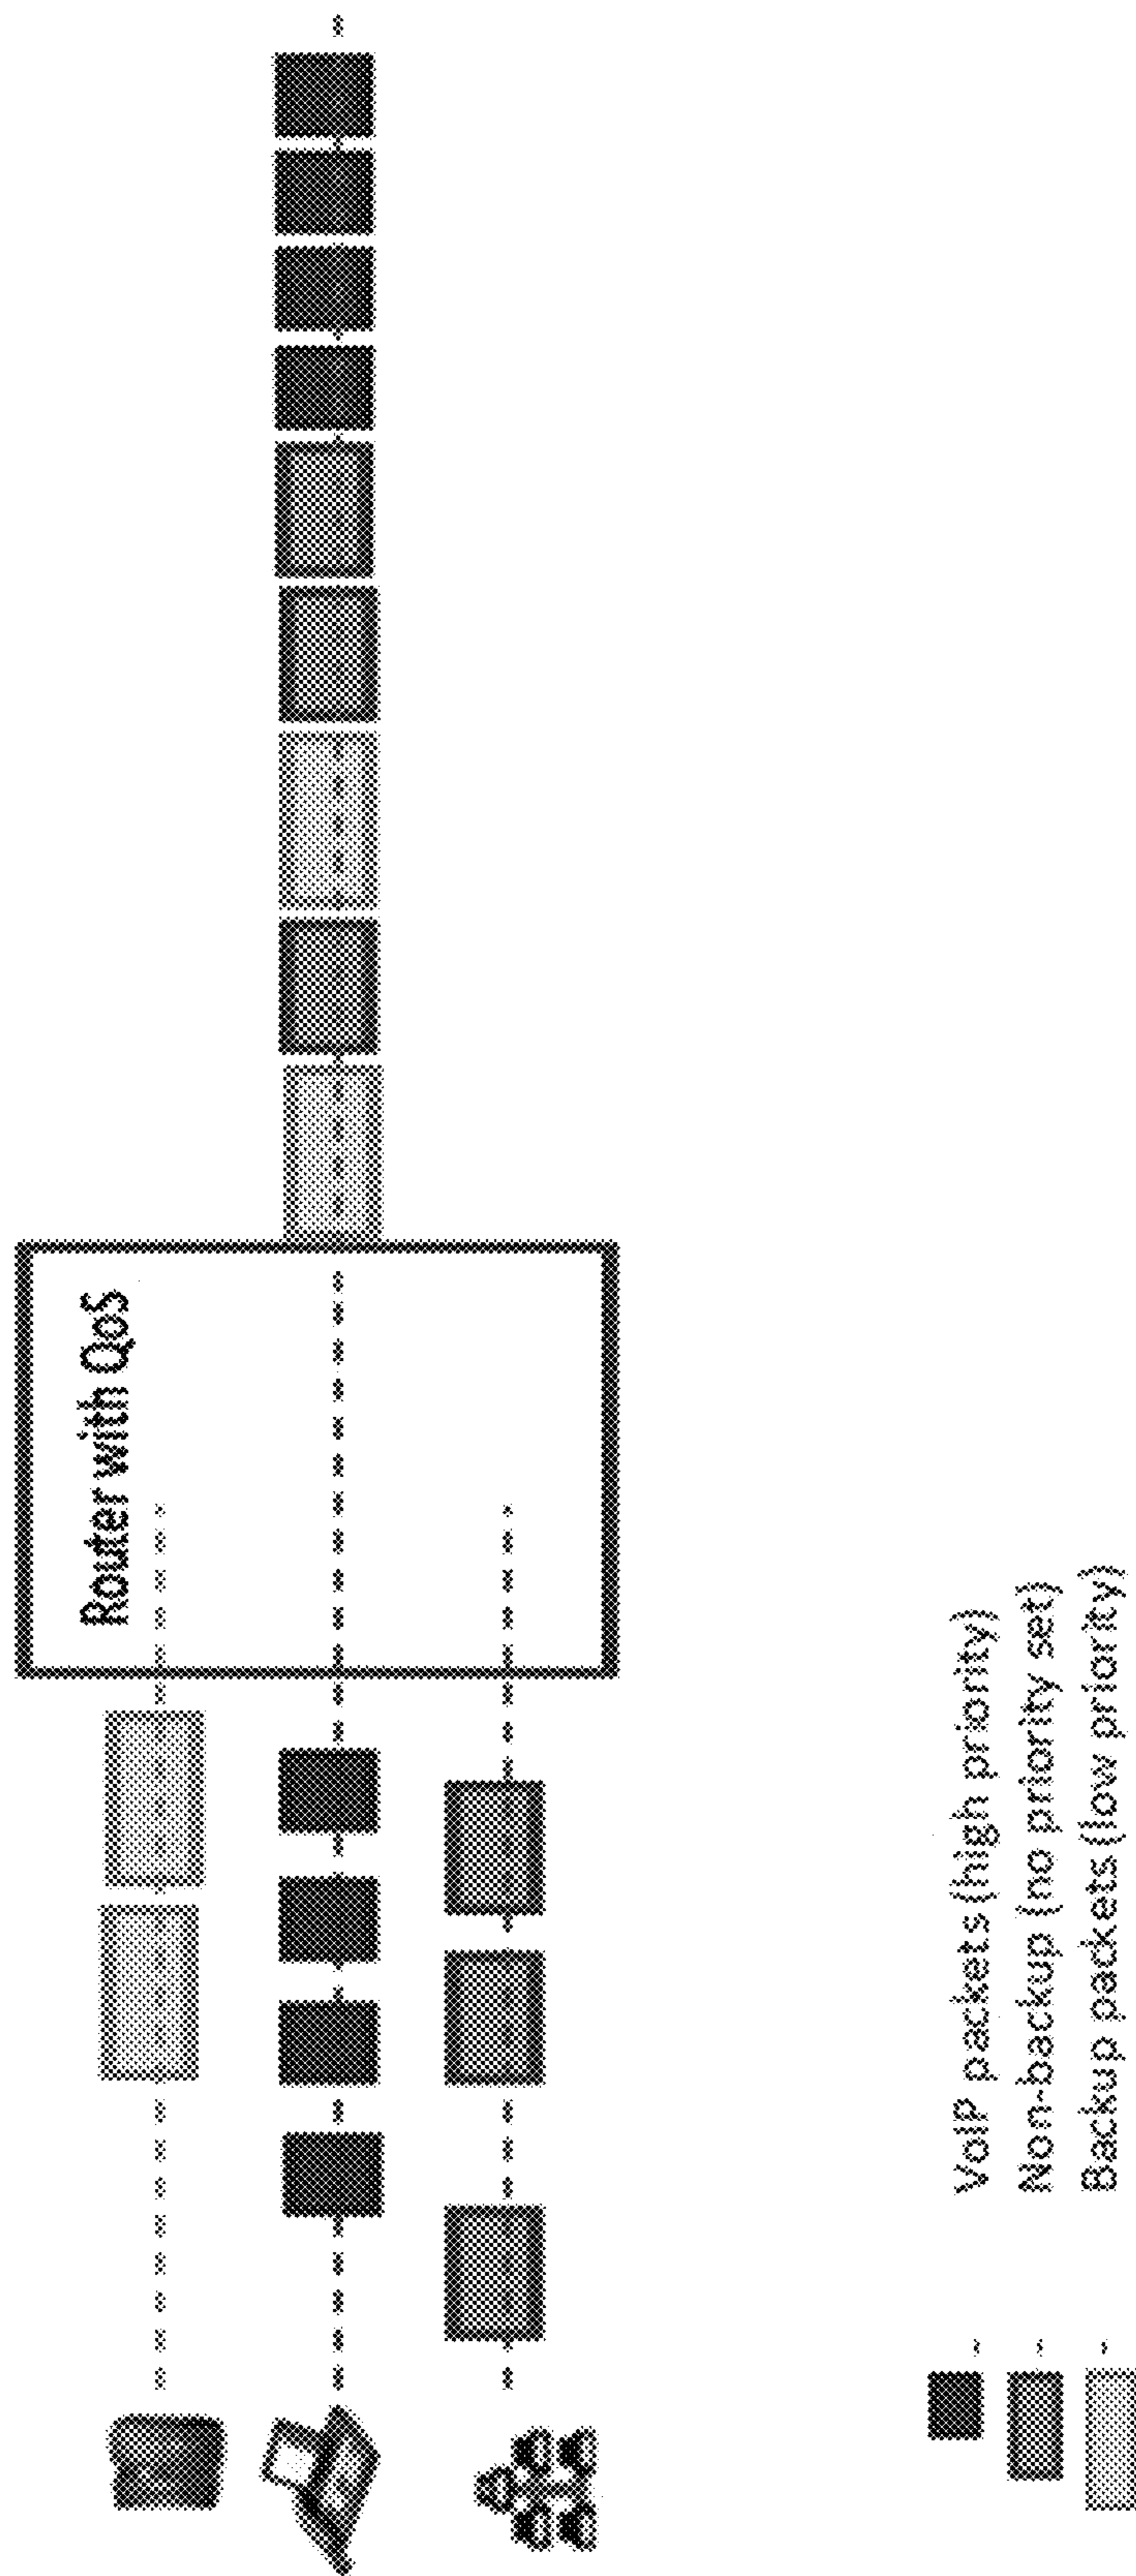 Router with QoS
VoIP packets (high priority)
Non-backup (no priority set)
Backup packets (low priority)